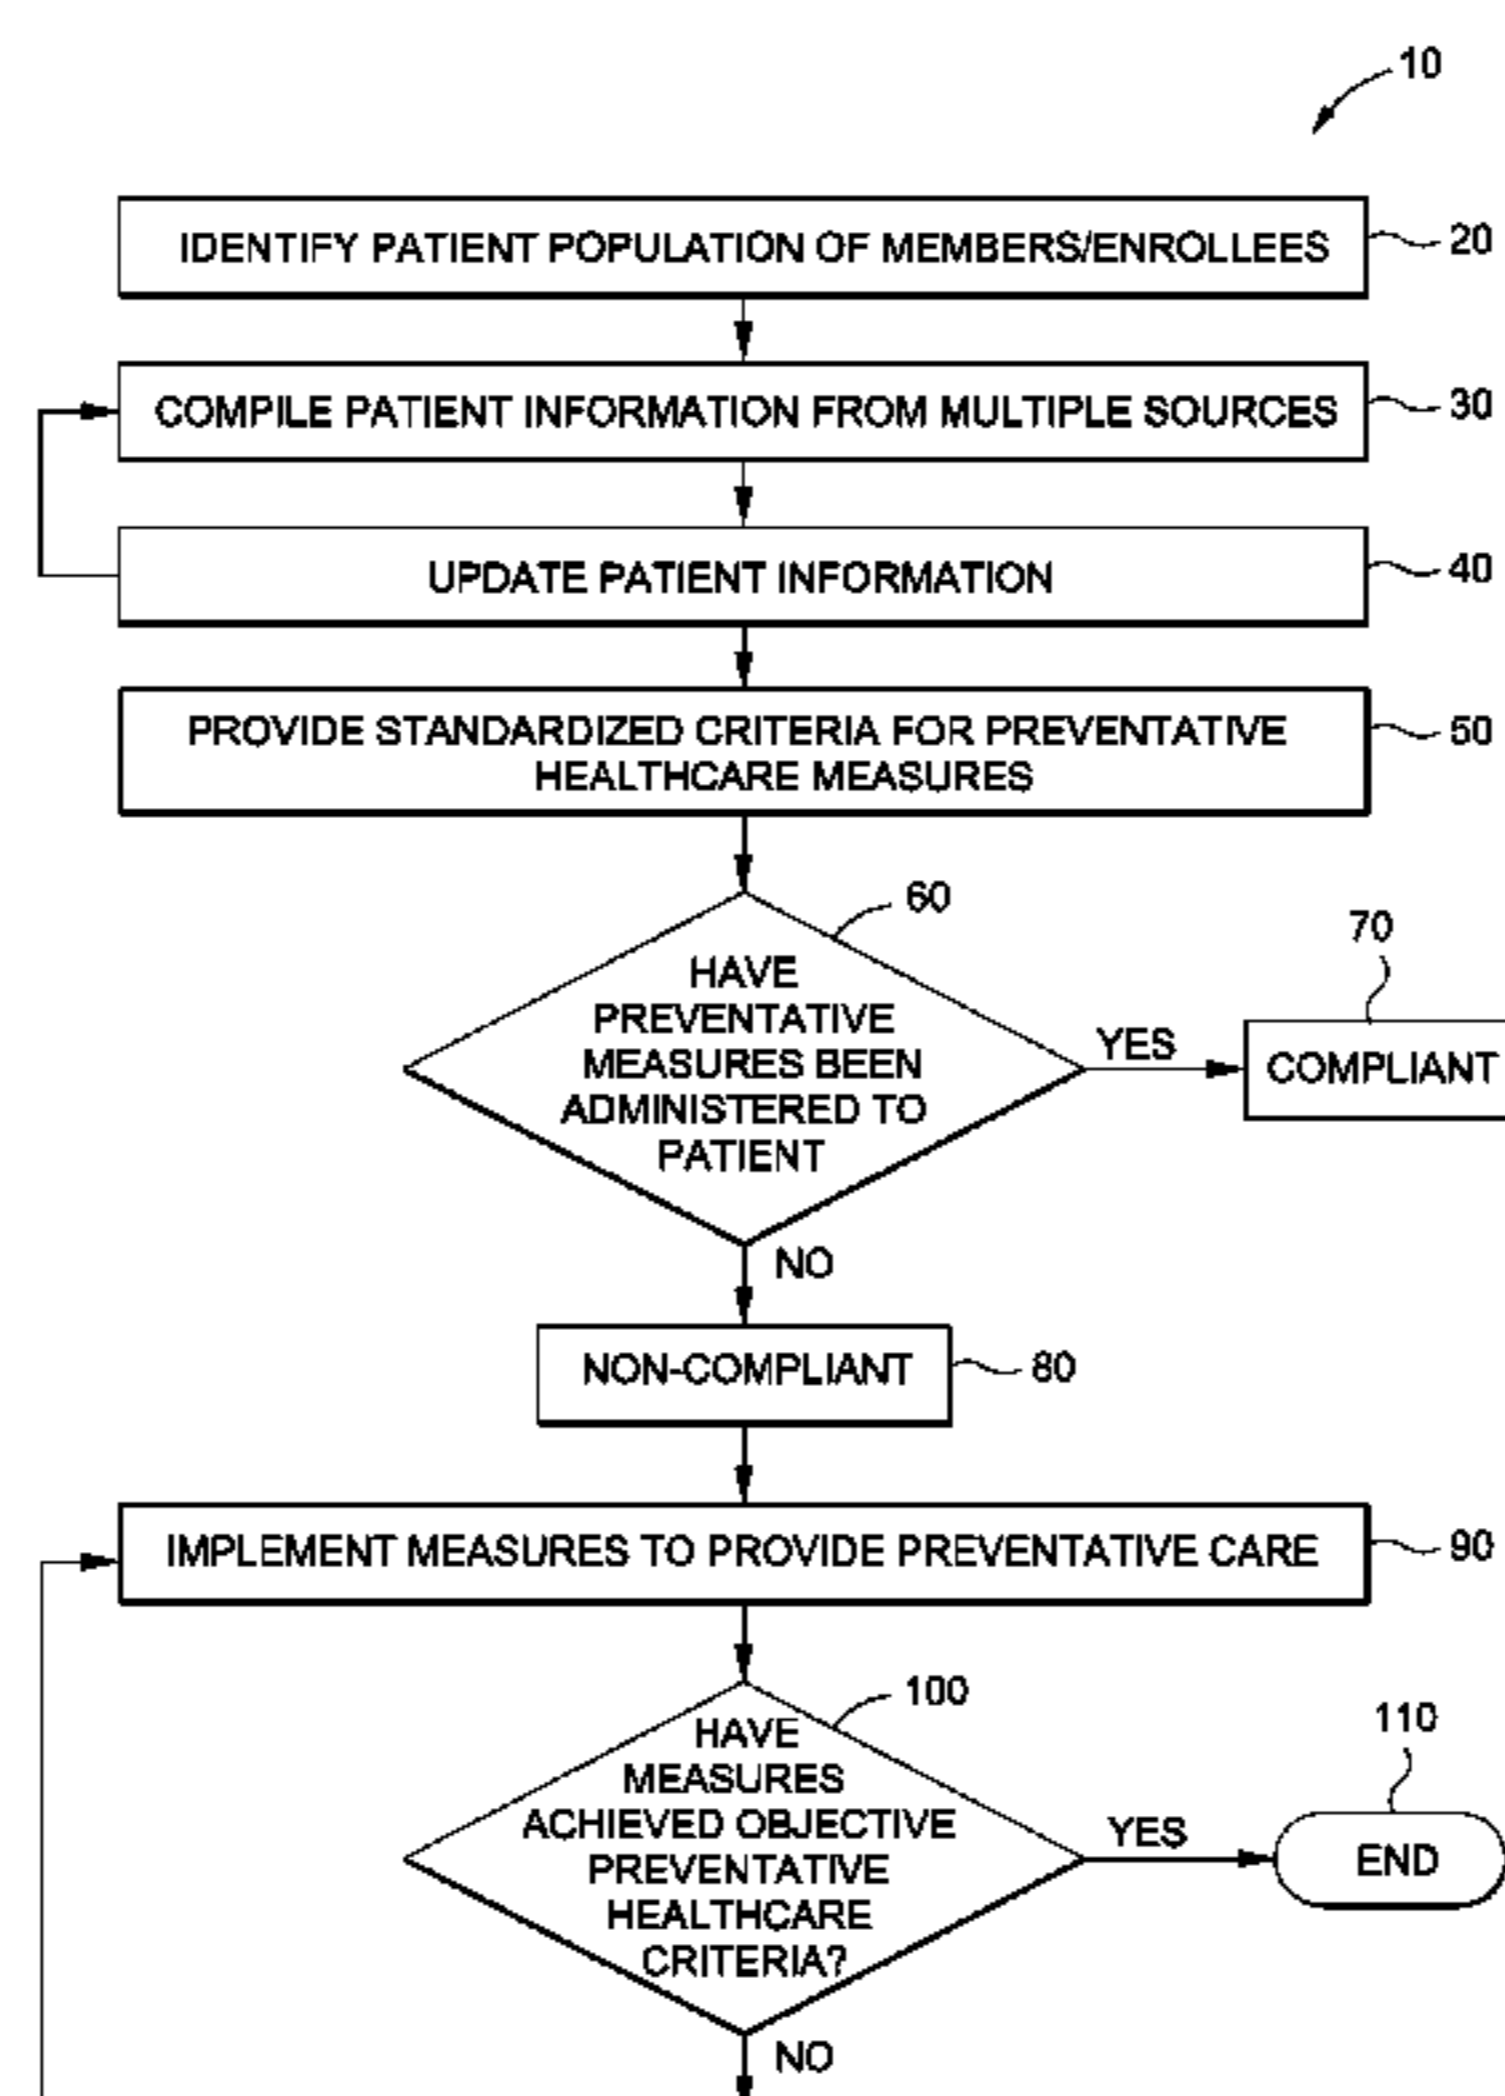 10
IDENTIFY PATIENT POPULATION OF MEMBERS/ENROLLEES
20
COMPILE PATIENT INFORMATION FROM MULTIPLE SOURCES
30
UPDATE PATIENT INFORMATION
40
PROVIDE STANDARDIZED CRITERIA FOR PREVENTATIVE
HEALTHCARE MEASURES
50
60
HAVE
PREVENTATIVE
MEASURES BEEN
ADMINISTERED TO
PATIENT
YES
70
COMPLIANT
NO
NON-COMPLIANT
80
IMPLEMENT MEASURES TO PROVIDE PREVENTATIVE CARE
90
100
HAVE
MEASURES
ACHIEVED OBJECTIVE
PREVENTATIVE
HEALTHCARE
CRITERIA?
YES
110
END
NO